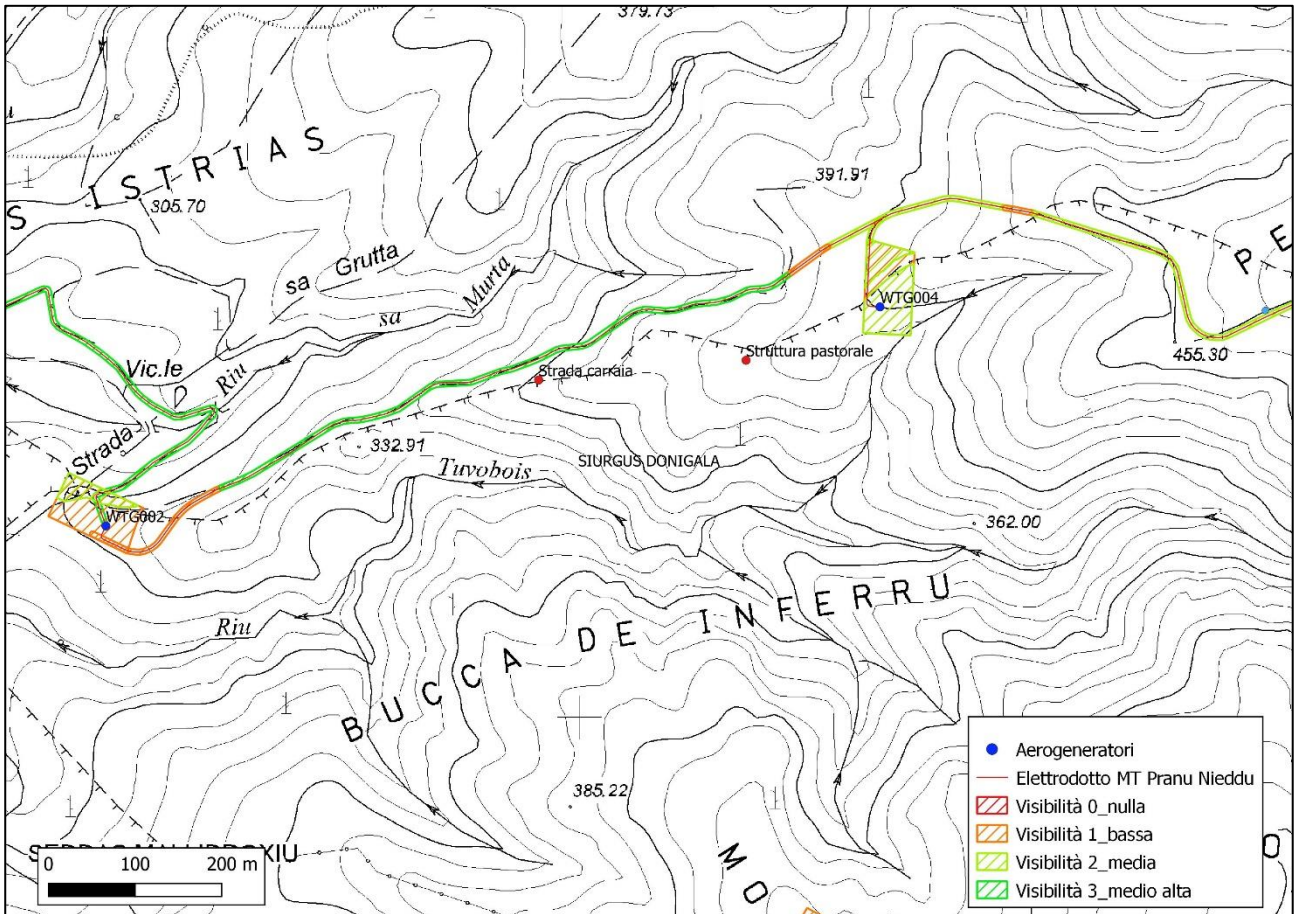 379.73
391.91
S ISTRIAS
305.70
sa Grutta
Riu sa Murta
PE
WTG004
Struttura pastorale
455.30
Vic.le
Strada
Strada carraia
332.91
SIURGUS DONIGALA
Riu Tuvobois
WTG002
362.00
BUCCA DE INFERRU
385.22
MO
O
0 100 200 m
Aerogeneratori
Elettrodotto MT Pranu Nieddu
Visibilità 0_nulla
Visibilità 1_bassa
Visibilità 2_media
Visibilità 3_medio alta